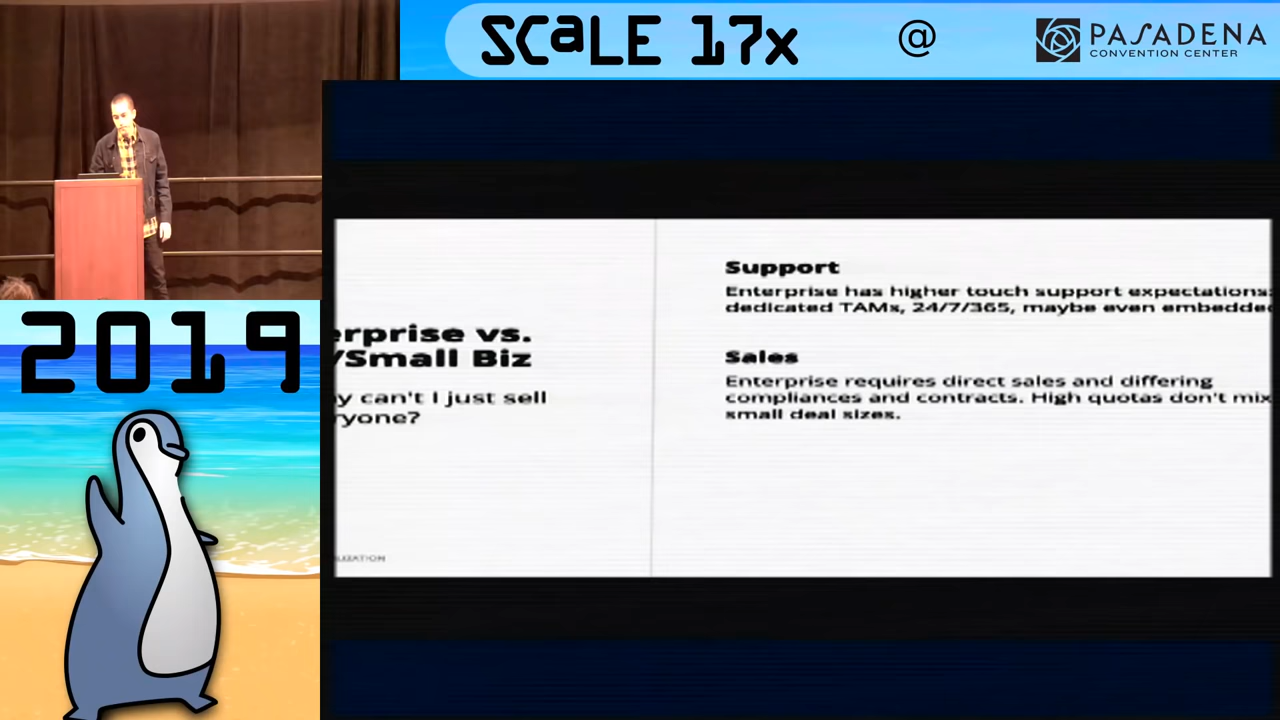 SCaLE 17x
@
PASADENA
CONVENTION CENTER
2019
erprise vs.
/Small Biz
y can't I just sell
ryone?
LIZATION
Support
Enterprise has higher touch support expectations:
dedicated TAMs, 24/7/365, maybe even embedded
Sales
Enterprise requires direct sales and differing
compliances and contracts. High quotas don't mix
small deal sizes.